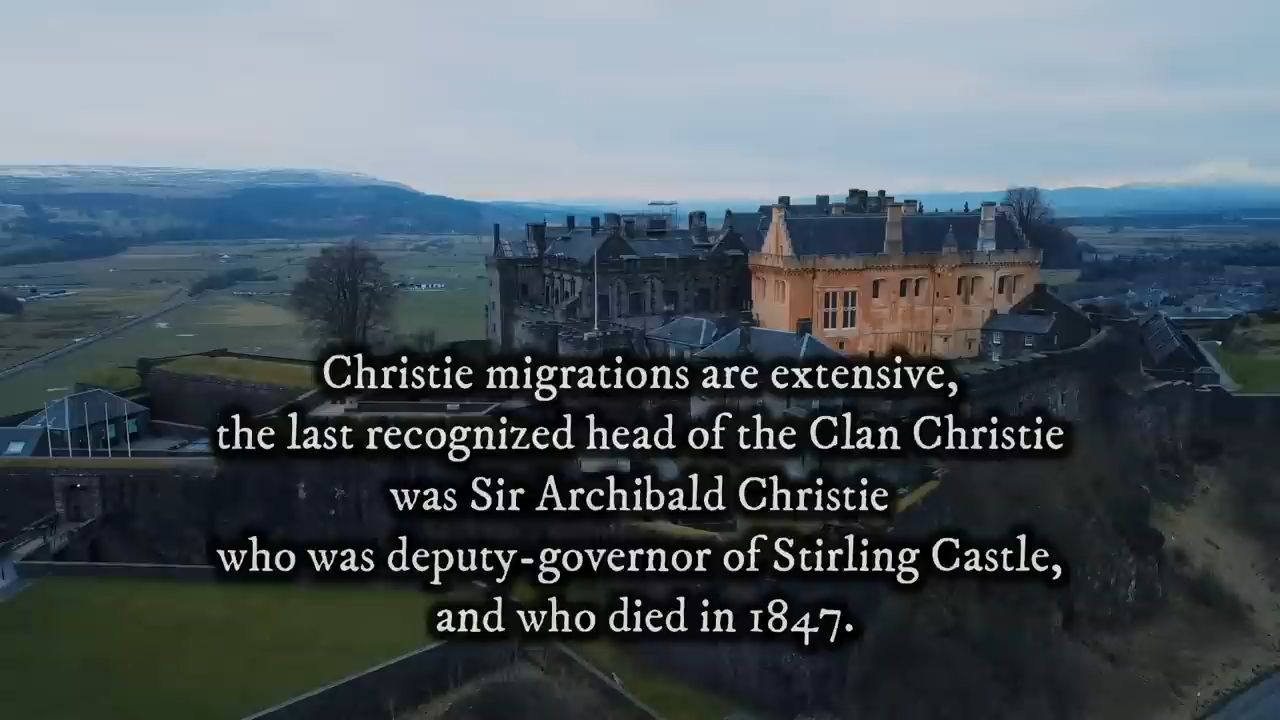 Christie migrations are extensive,
the last recognized head of the Clan Christie
was Sir Archibald Christie
who was deputy-governor of Stirling Castle,
and who died in 1847.